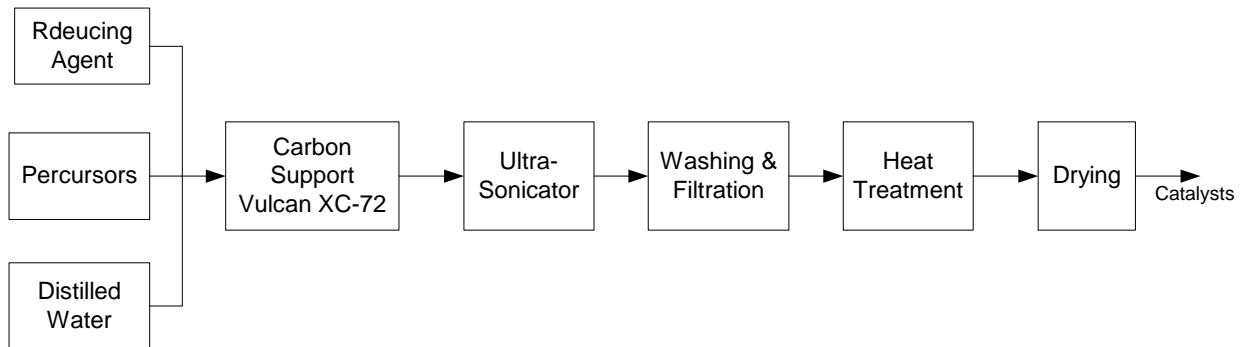 Rdeucing
Agent
Percursors
Distilled
Water
Carbon
Support
Vulcan XC-72
Ultra-
Sonicator
Washing &
Filtration
Heat
Treatment
Drying
Catalysts